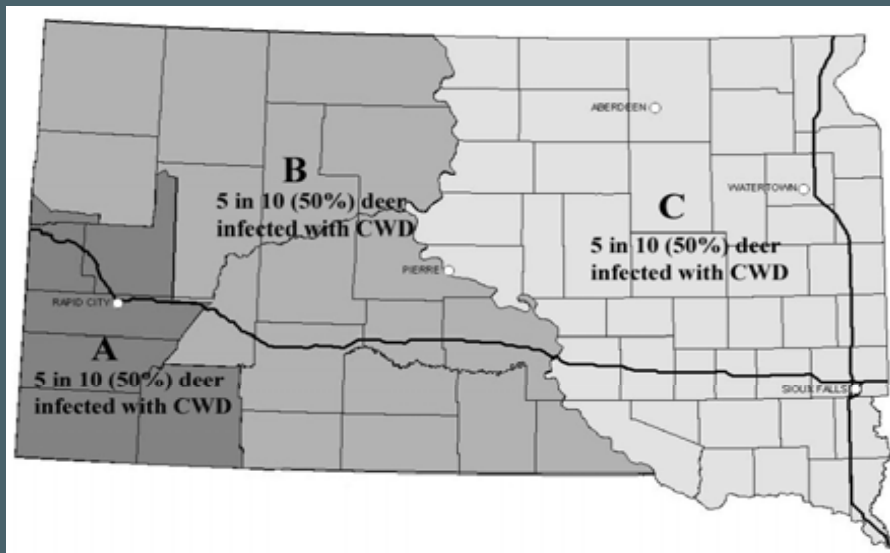 ABERDEEN
WATERTOWN
B
5 in 10 (50%) deer
infected with CWD
C
5 in 10 (50%) deer
infected with CWD
PIERRE
RAPID CITY
A
5 in 10 (50%) deer
infected with CWD
SIOUX FALLS